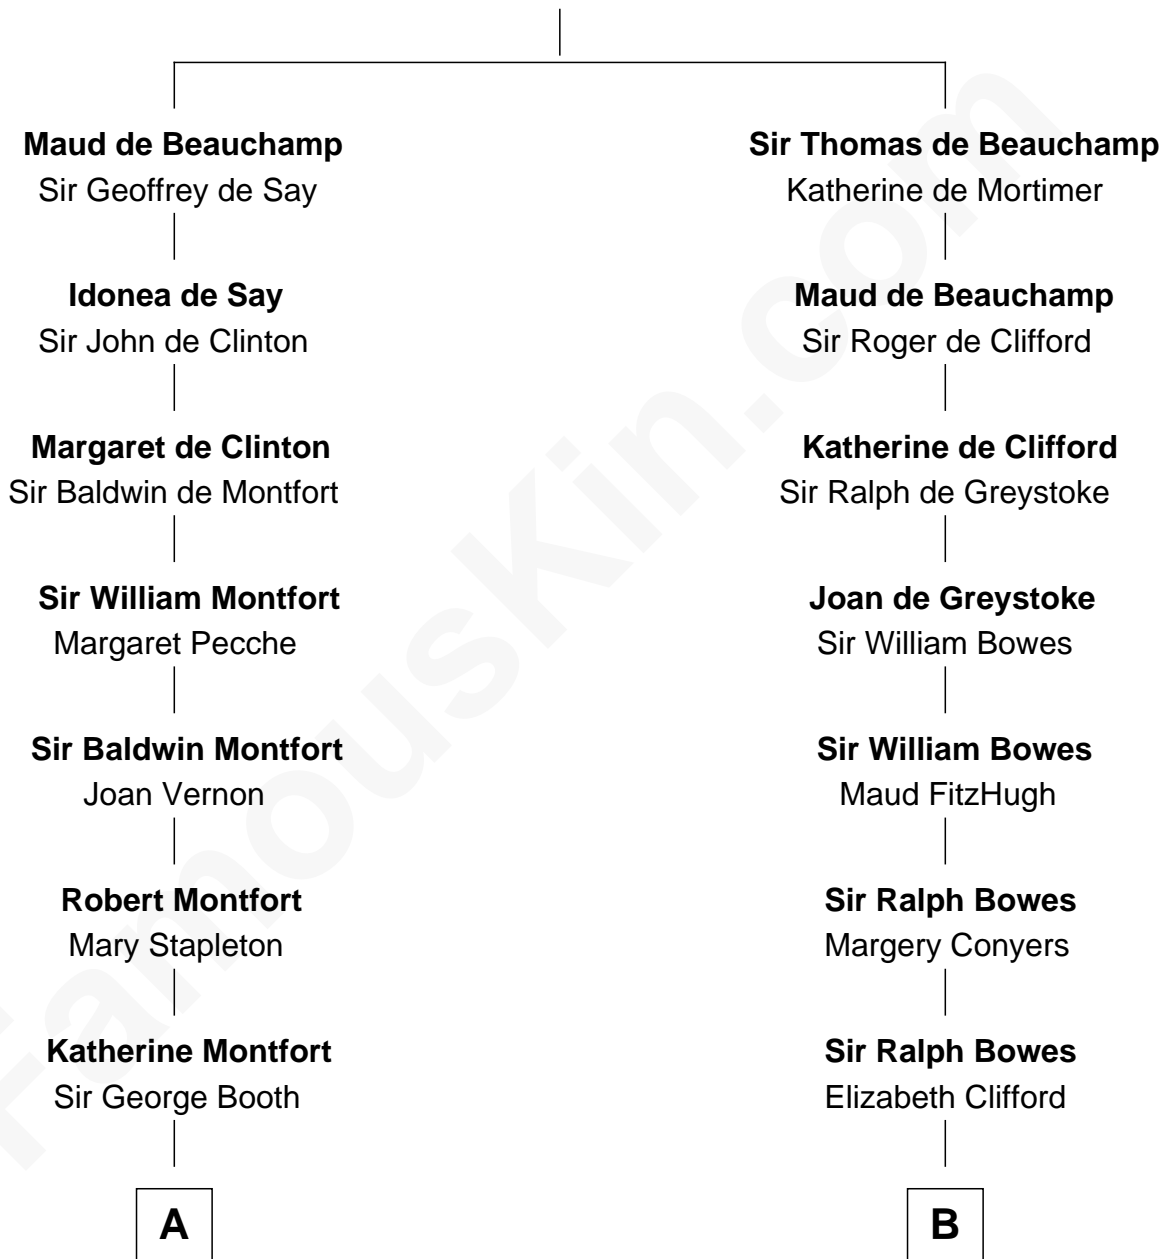 Maud de Beauchamp
Sir Geoffrey de Say
Idonea de Say
Sir John de Clinton
Margaret de Clinton
Sir Baldwin de Montfort
Sir William Montfort
Margaret Pecche
Sir Baldwin Montfort
Joan Vernon
Robert Montfort
Mary Stapleton
Katherine Montfort
Sir George Booth
A
Sir Thomas de Beauchamp
Katherine de Mortimer
Maud de Beauchamp
Sir Roger de Clifford
Katherine de Clifford
Sir Ralph de Greystoke
Joan de Greystoke
Sir William Bowes
Sir William Bowes
Maud FitzHugh
Sir Ralph Bowes
Margery Conyers
Sir Ralph Bowes
Elizabeth Clifford
B
FamousKin.com